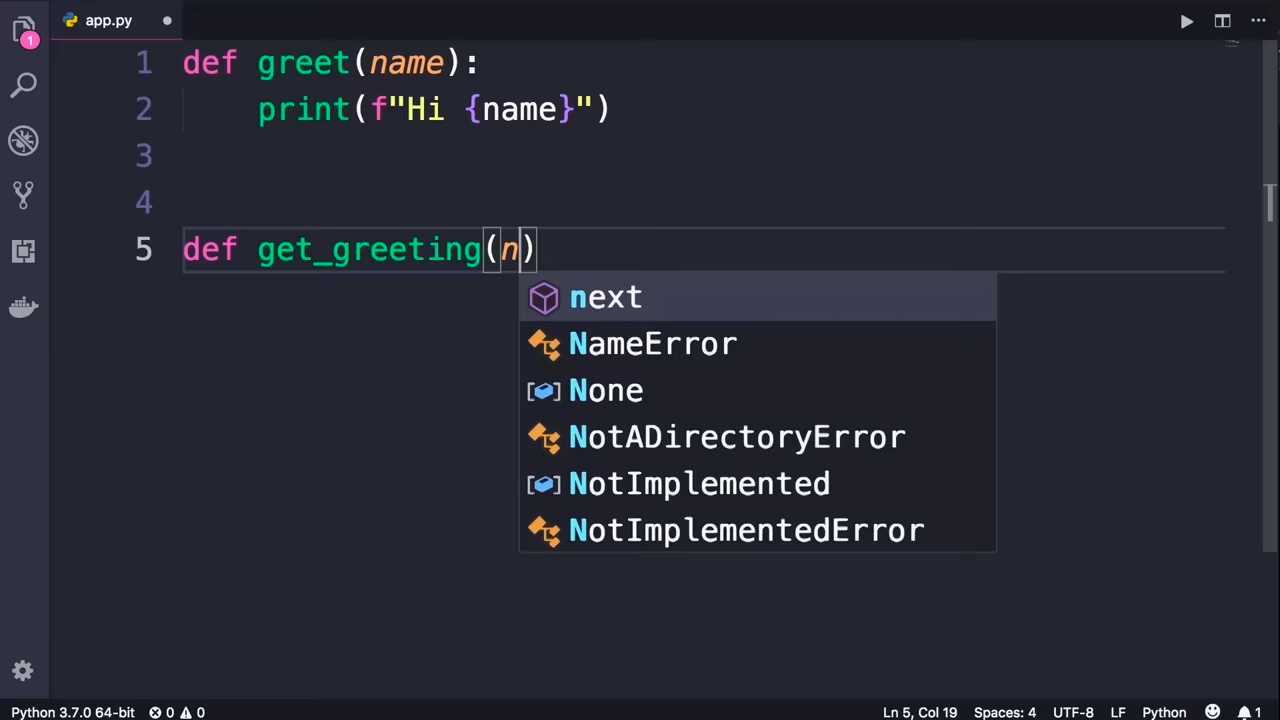 app.py
1
1 def greet(name):
2     print(f"Hi {name}")
3
4
5 def get_greeting(n)
next
NameError
None
NotADirectoryError
NotImplemented
NotImplementedError
Python 3.7.0 64-bit 0 0 Ln 5, Col 19 Spaces: 4 UTF-8 LF Python 1